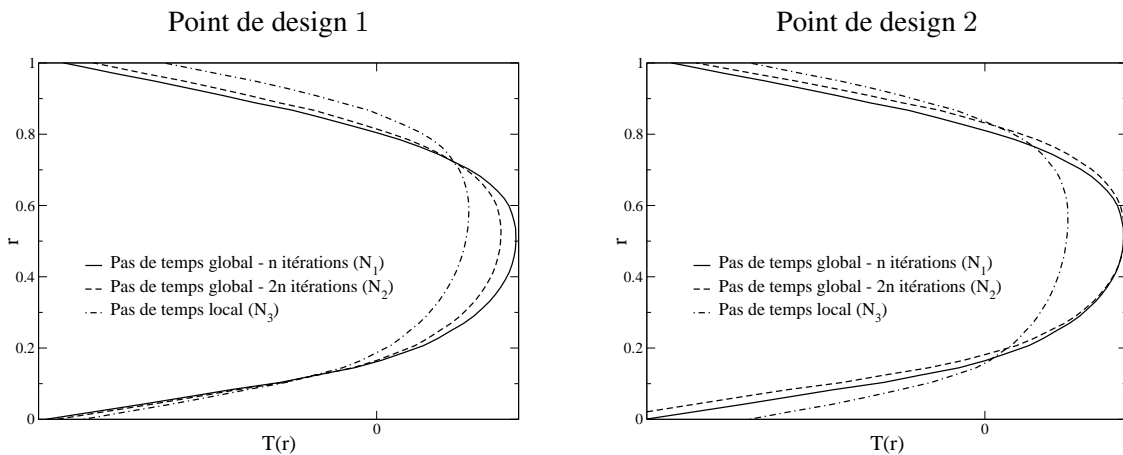 Point de design 1
1
0.8
0.6
r
0.4
0.2
0
Pas de temps global - n itérations (N1)
Pas de temps global - 2n itérations (N2)
Pas de temps local (N3)
0
T(r)
Point de design 2
1
0.8
0.6
r
0.4
0.2
0
Pas de temps global - n itérations (N1)
Pas de temps global - 2n itérations (N2)
Pas de temps local (N3)
0
T(r)